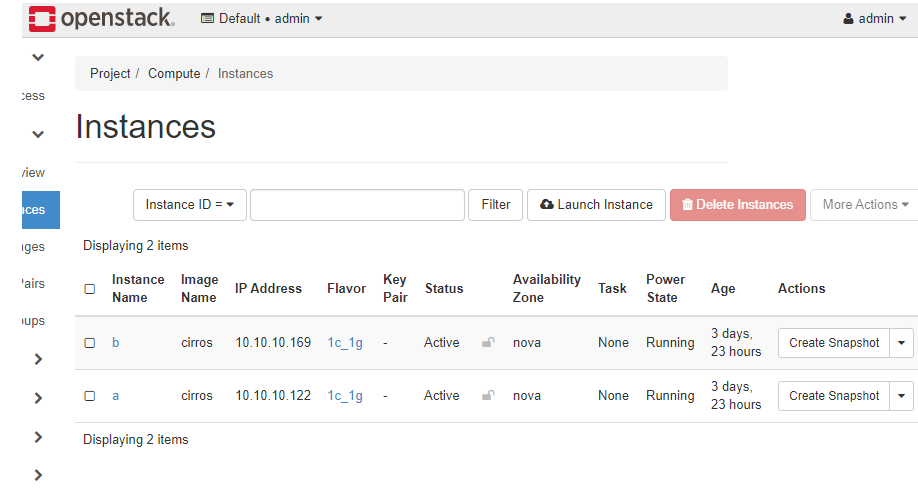 openstack. Default • admin admin
Project / Compute / Instances
cess
Instances
view
nces
Instance ID = Filter Launch Instance Delete Instances More Actions
ages
Displaying 2 items
Pairs
Instance Name Image Name IP Address Flavor Key Pair Status Availability Zone Task Power State Age Actions
oups
b cirros 10.10.10.169 1c_1g - Active nova None Running 3 days, 23 hours Create Snapshot
a cirros 10.10.10.122 1c_1g - Active nova None Running 3 days, 23 hours Create Snapshot
Displaying 2 items